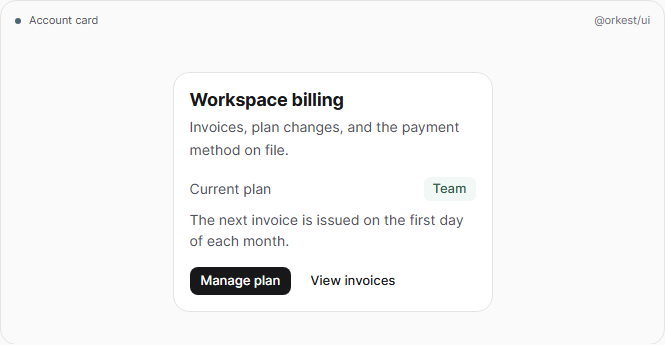 Account card
@orkest/ui
Workspace billing
Invoices, plan changes, and the payment
method on file.
Current plan
Team
The next invoice is issued on the first day
of each month.
Manage plan
View invoices